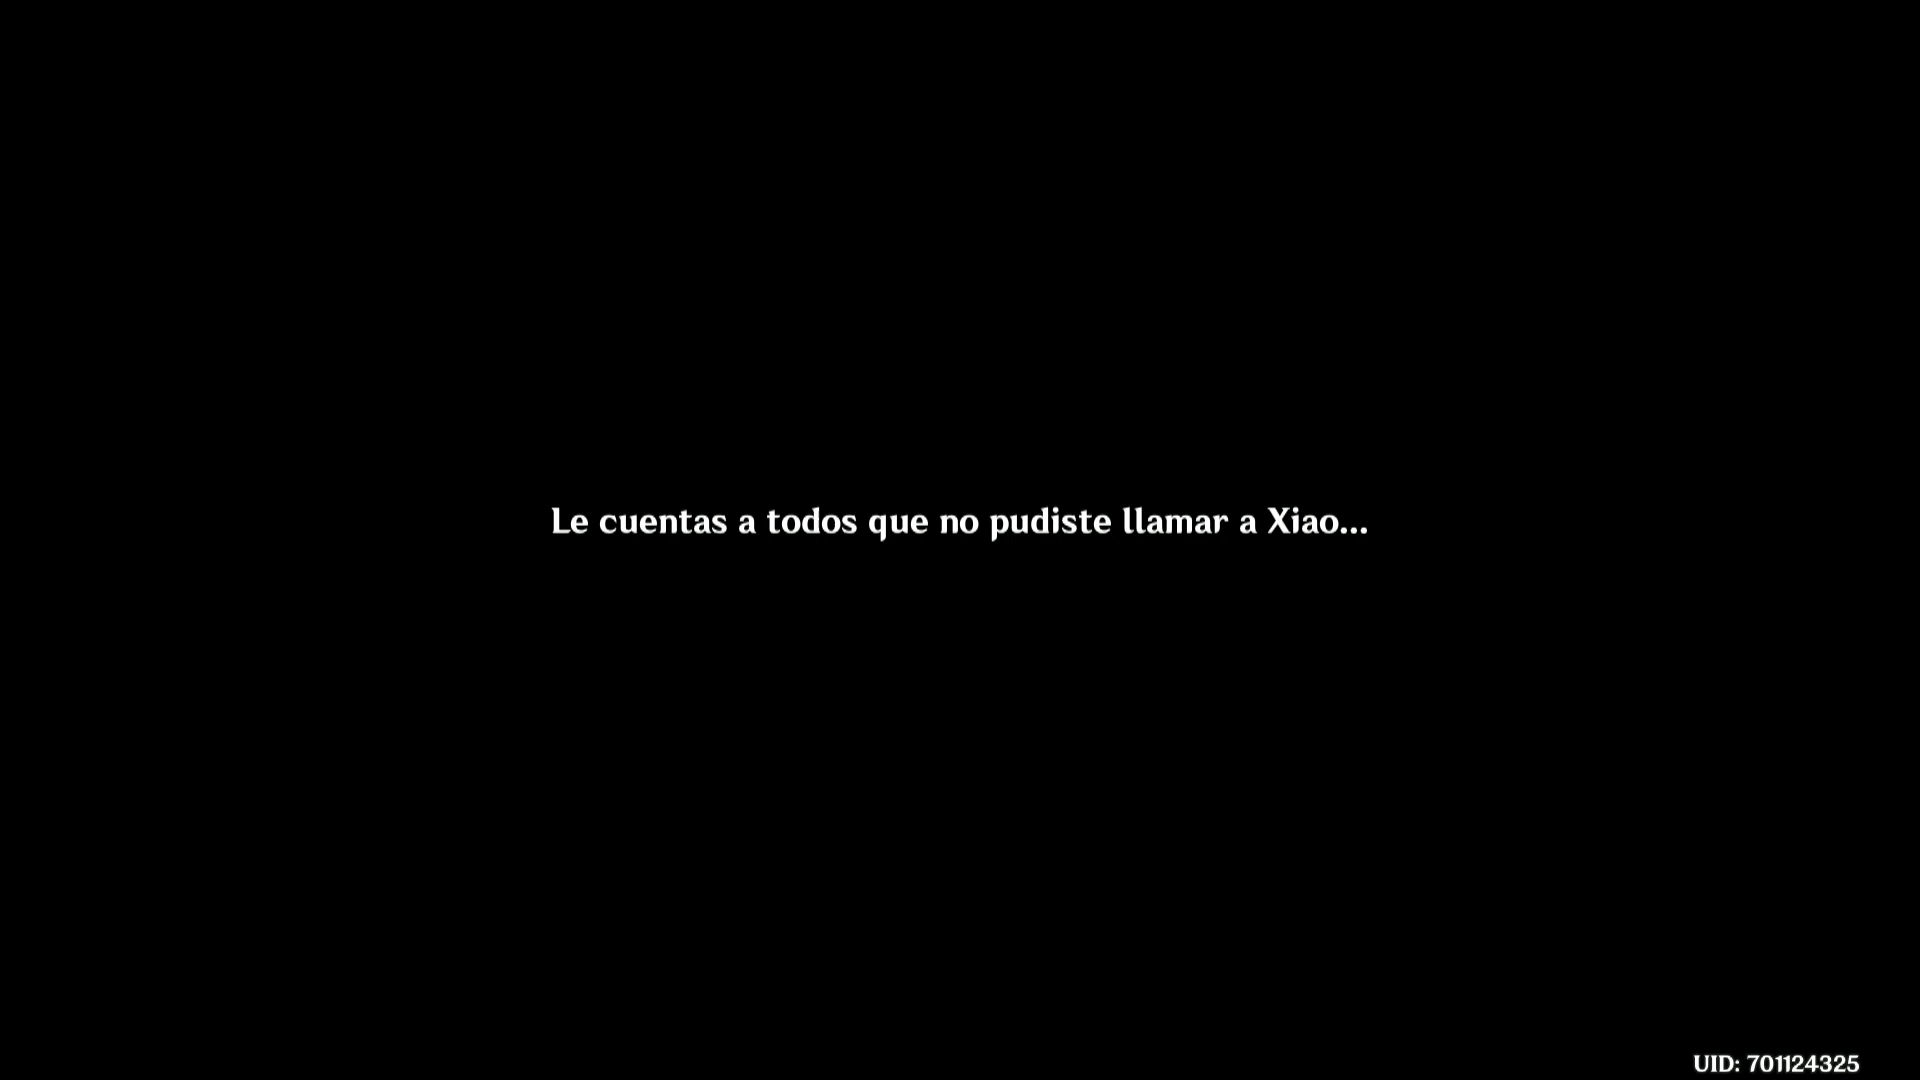 Le cuentas a todos que no pudiste llamar a Xiao...
UID: 701124325